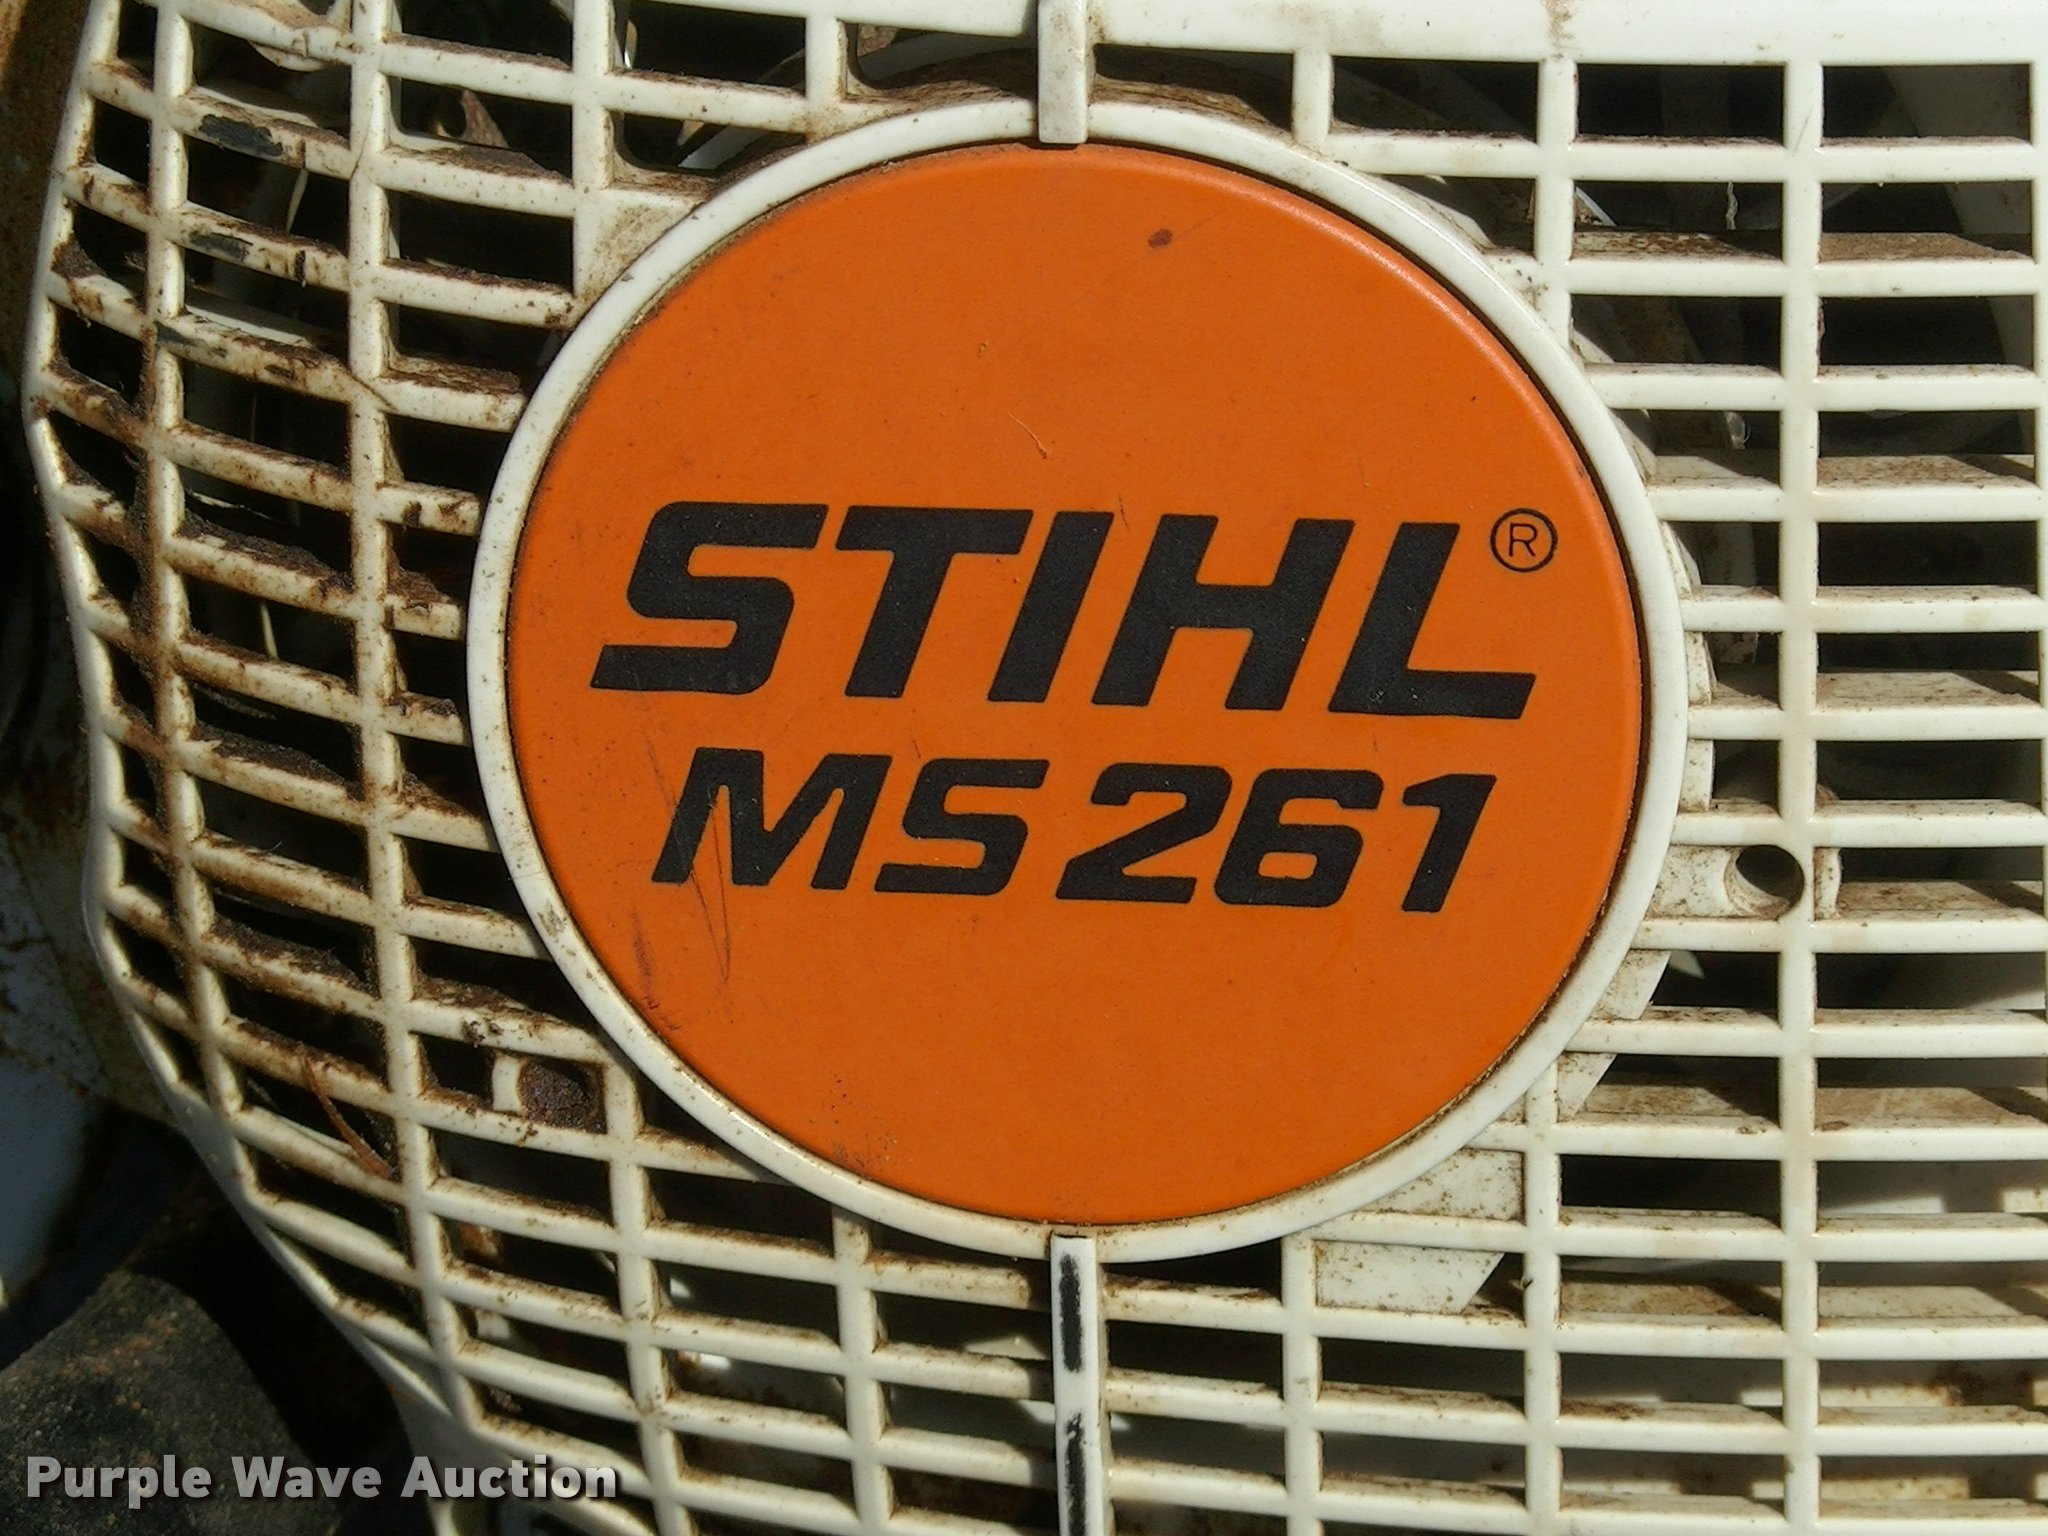 STIHL®
MS 261
Purple Wave Auction